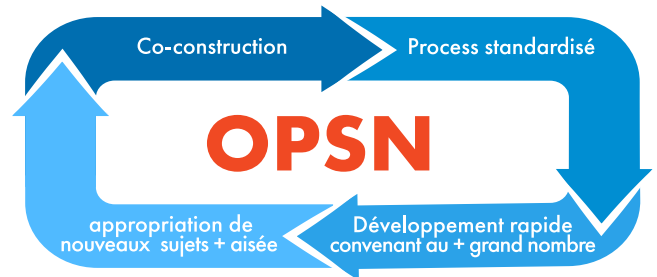 Co-construction
Process standardisé
OPSN
appropriation de
nouveaux sujets + aisée
Développement rapide
convenant au + grand nombre